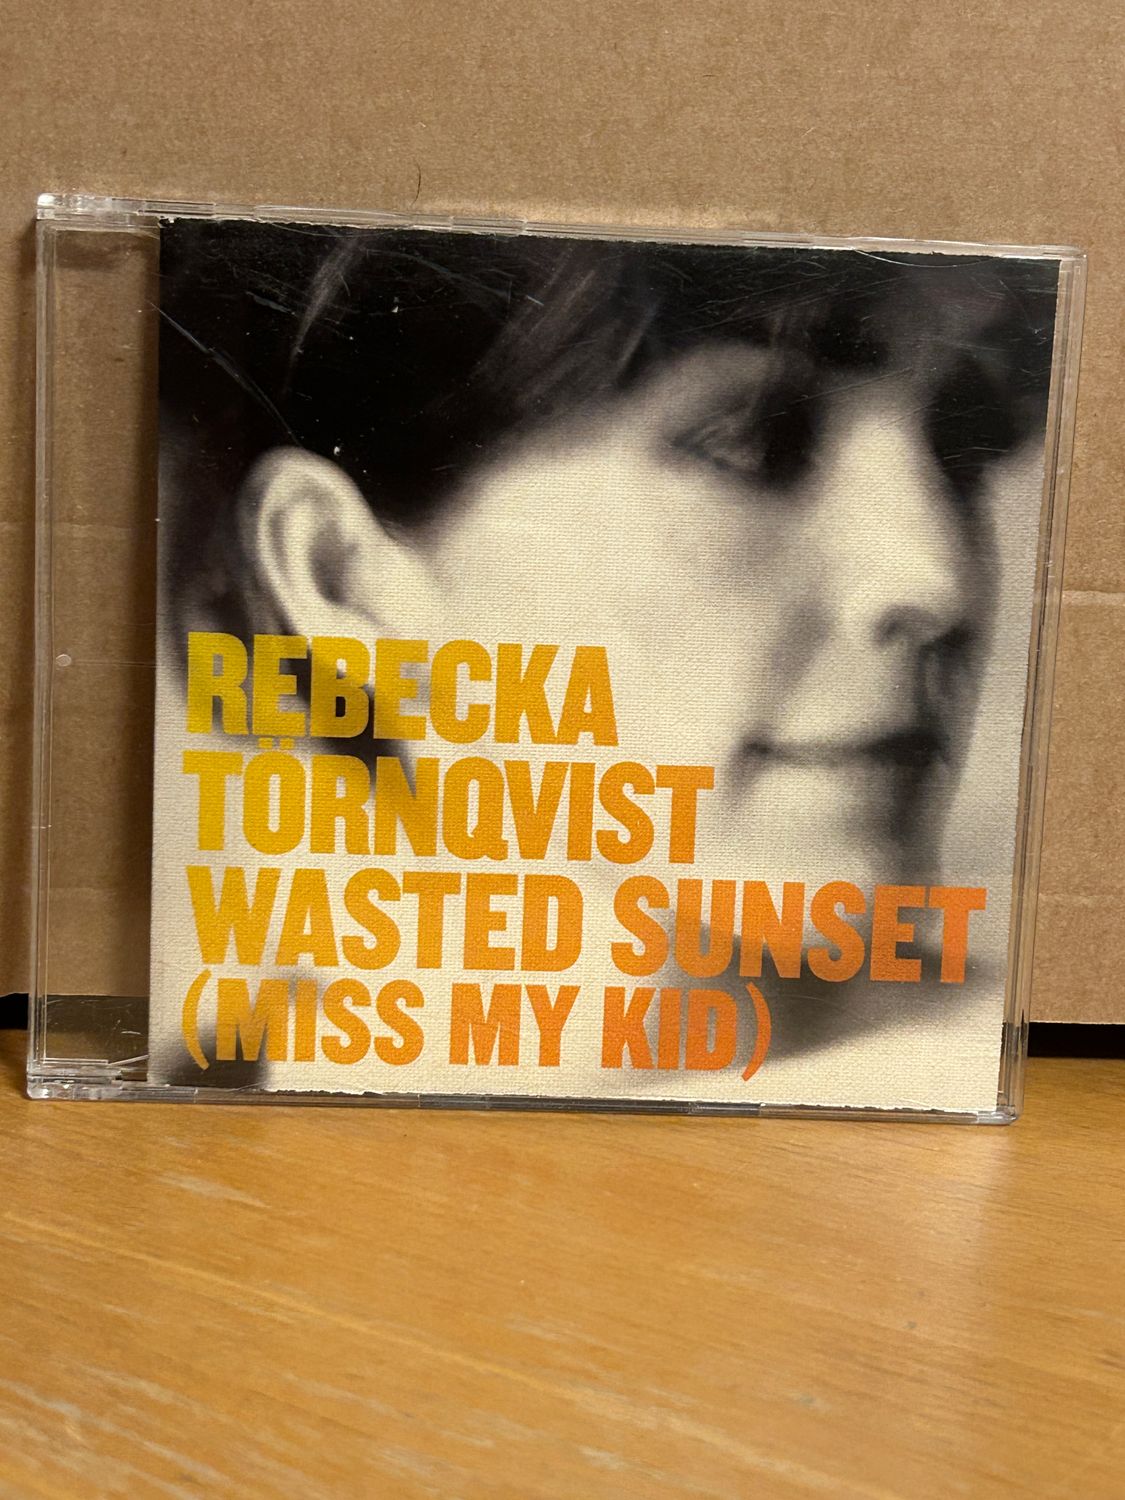 REBECKA
TÖRNQVIST
WASTED SUNSET
(MISS MY KID)